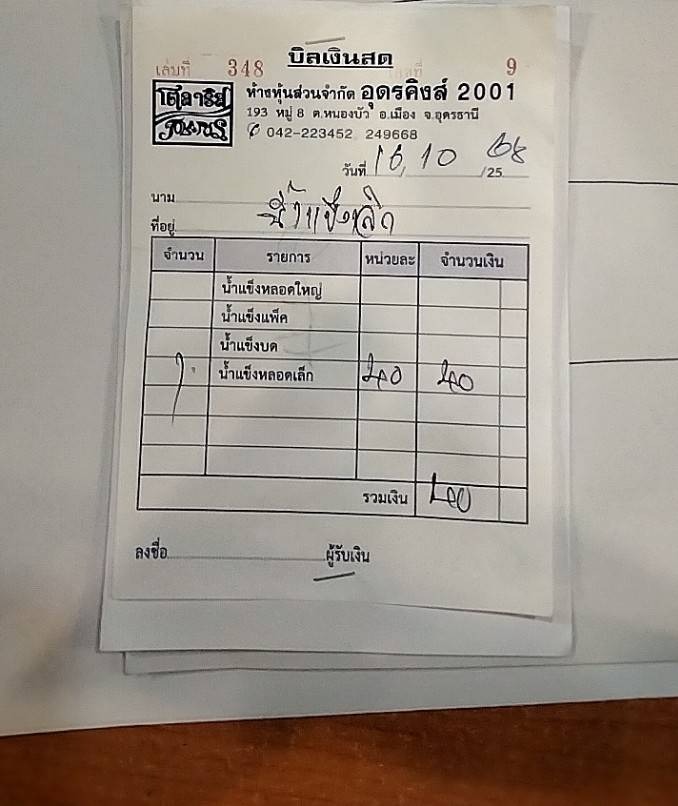 บิลเงินสด
เล่มที่ 348 เลขที่ 9
ห้างหุ้นส่วนจำกัด อุดรคิงส์ 2001
193 หมู่ 8 ต.หนองบัว อ.เมือง จ.อุดรธานี
042-223452 249668
วันที่ 16, 10 /25 68
นาม
ที่อยู่
จำนวน รายการ หน่วยละ จำนวนเงิน
น้ำแข็งหลอดใหญ่
น้ำแข็งแพ็ค
น้ำแข็งบด
1 น้ำแข็งหลอดเล็ก 40 40
รวมเงิน
ลงชื่อ ผู้รับเงิน